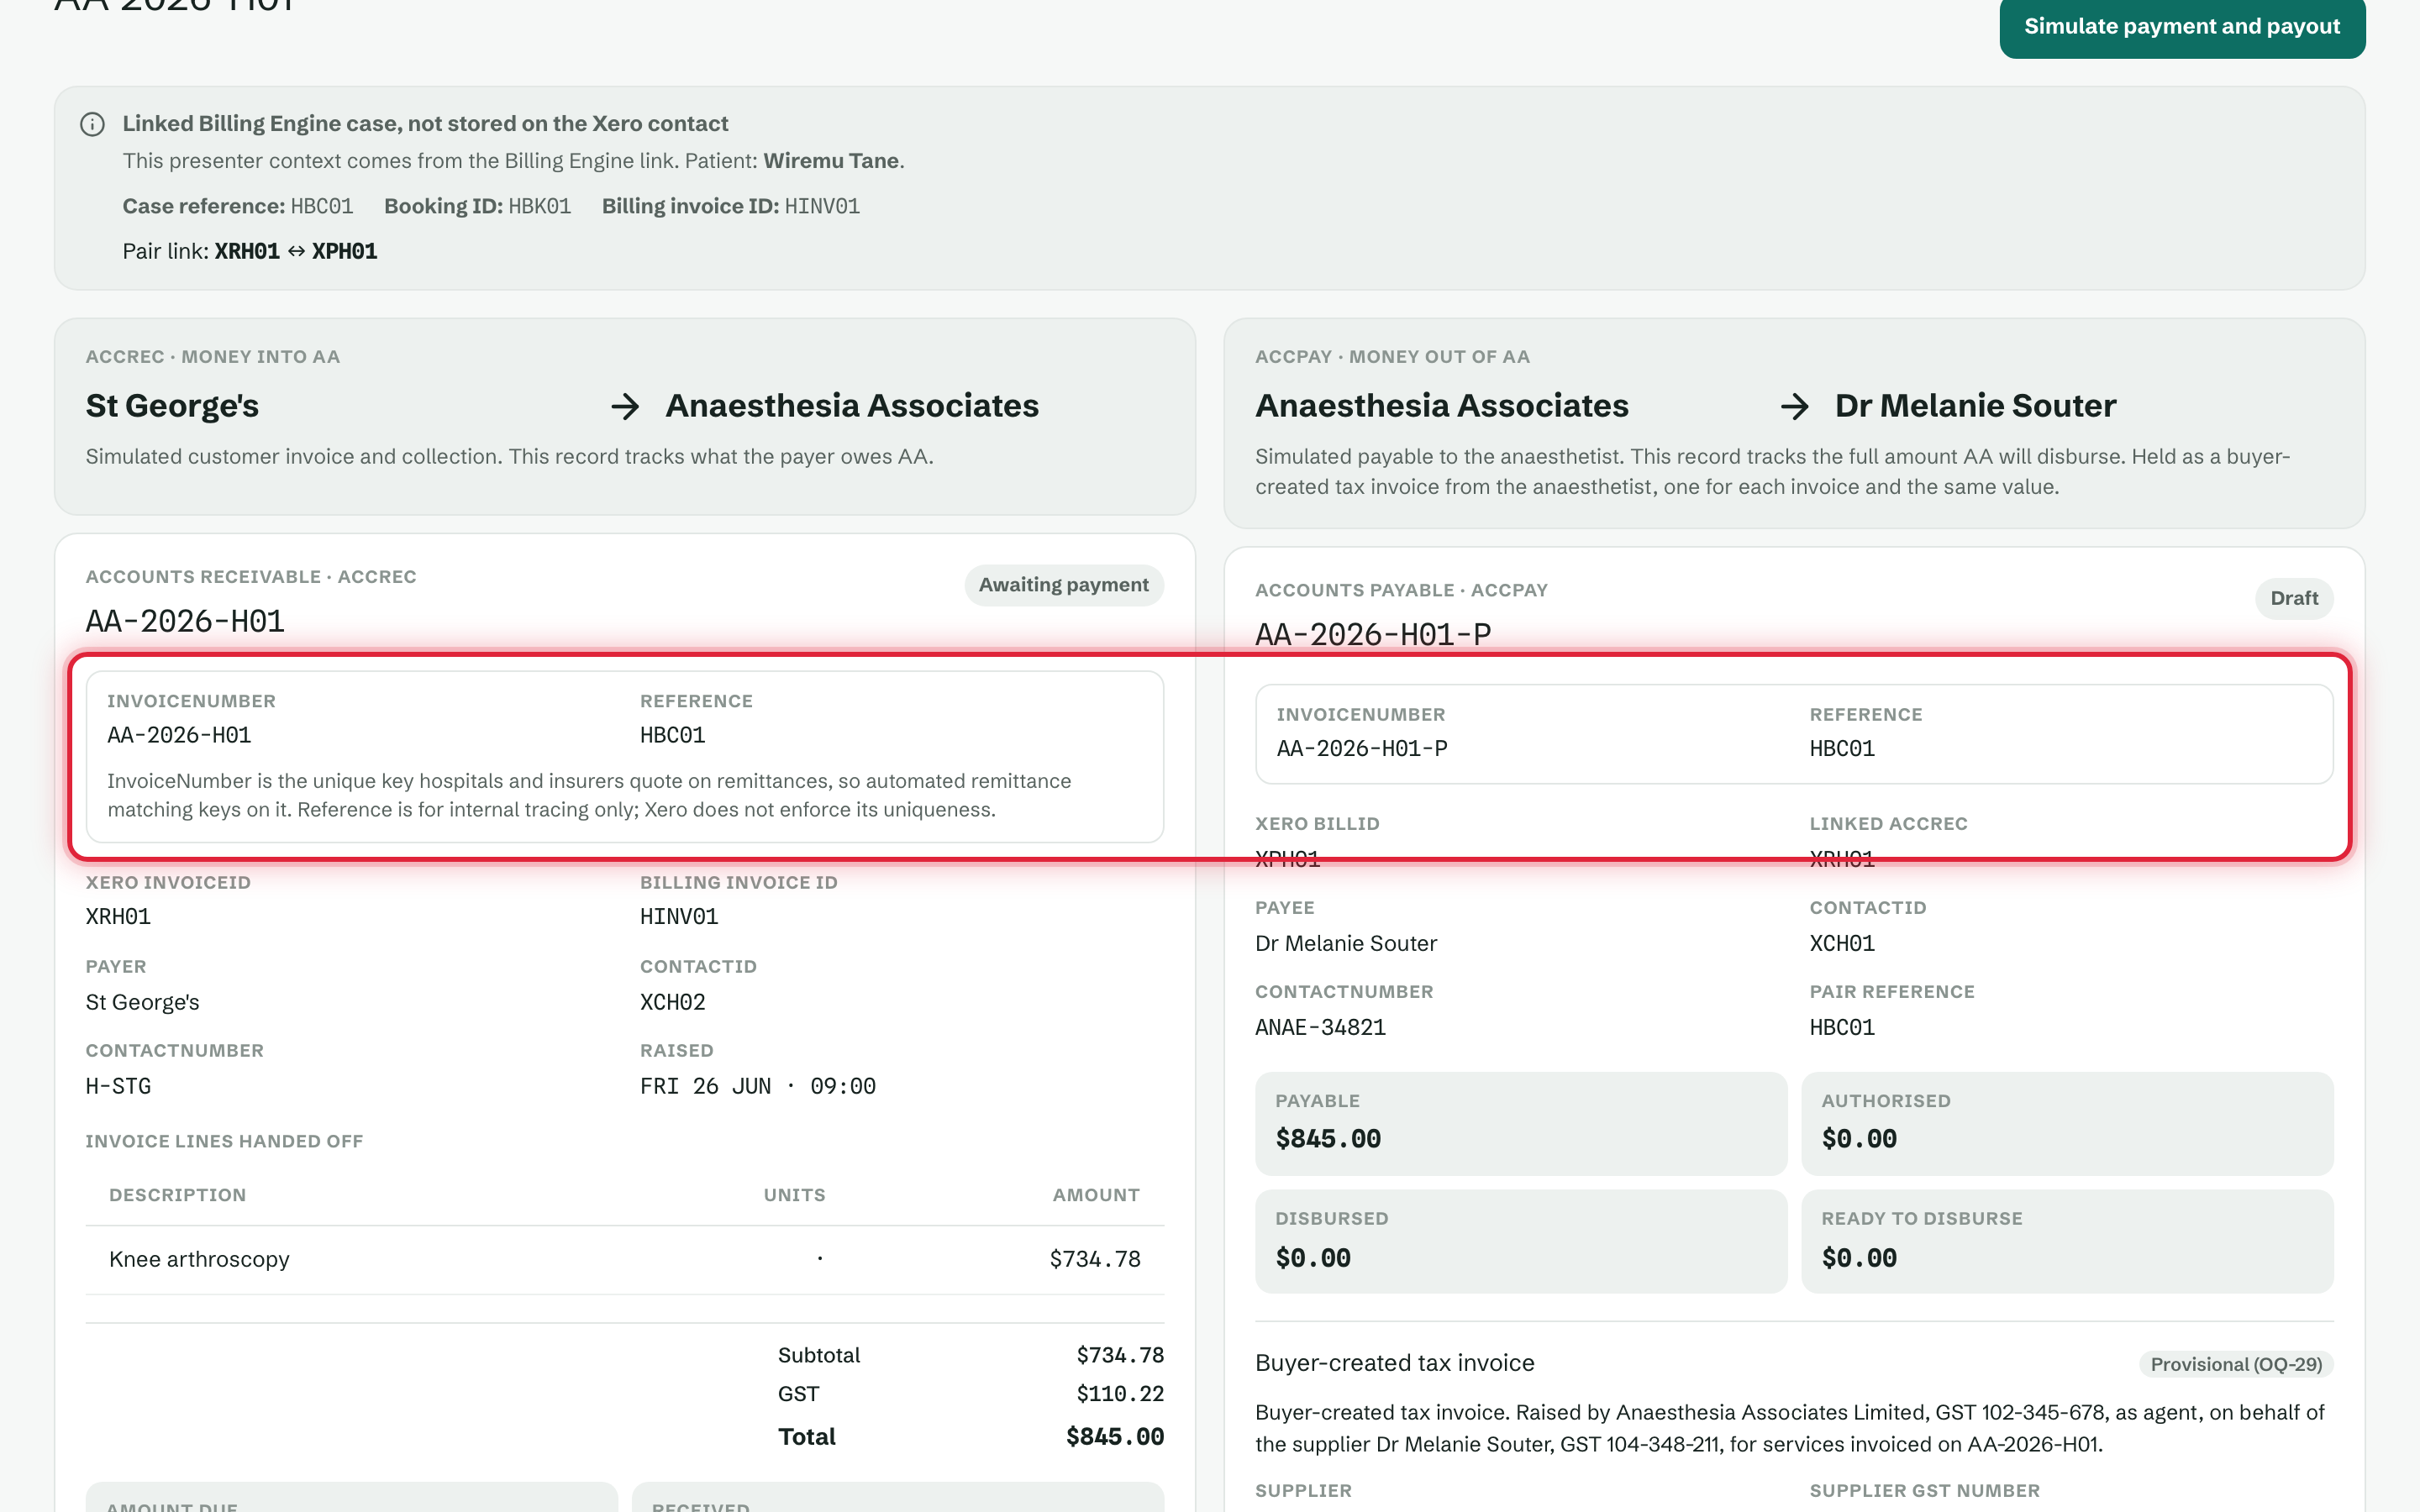 AA-2026-H01
Simulate payment and payout
Linked Billing Engine case, not stored on the Xero contact
This presenter context comes from the Billing Engine link. Patient: Wiremu Tane.
Case reference: HBC01 Booking ID: HBK01 Billing invoice ID: HINV01
Pair link: XRH01 ↔ XPH01
ACCREC · MONEY INTO AA
St George's → Anaesthesia Associates
Simulated customer invoice and collection. This record tracks what the payer owes AA.
ACCOUNTS RECEIVABLE · ACCREC
Awaiting payment
AA-2026-H01
INVOICENUMBER REFERENCE
AA-2026-H01 HBC01
InvoiceNumber is the unique key hospitals and insurers quote on remittances, so automated remittance
matching keys on it. Reference is for internal tracing only; Xero does not enforce its uniqueness.
XERO INVOICEID BILLING INVOICE ID
XRH01 HINV01
PAYER CONTACTID
St George's XCH02
CONTACTNUMBER RAISED
H-STG FRI 26 JUN · 09:00
INVOICE LINES HANDED OFF
DESCRIPTION UNITS AMOUNT
Knee arthroscopy · $734.78
Subtotal $734.78
GST $110.22
Total $845.00
AMOUNT DUE RECEIVED
ACCPAY · MONEY OUT OF AA
Anaesthesia Associates → Dr Melanie Souter
Simulated payable to the anaesthetist. This record tracks the full amount AA will disburse. Held as a buyer-
created tax invoice from the anaesthetist, one for each invoice and the same value.
ACCOUNTS PAYABLE · ACCPAY
Draft
AA-2026-H01-P
INVOICENUMBER REFERENCE
AA-2026-H01-P HBC01
XERO BILLID LINKED ACCREC
XPH01 XRH01
PAYEE CONTACTID
Dr Melanie Souter XCH01
CONTACTNUMBER PAIR REFERENCE
ANAE-34821 HBC01
PAYABLE AUTHORISED
$845.00 $0.00
DISBURSED READY TO DISBURSE
$0.00 $0.00
Buyer-created tax invoice Provisional (OQ-29)
Buyer-created tax invoice. Raised by Anaesthesia Associates Limited, GST 102-345-678, as agent, on behalf of
the supplier Dr Melanie Souter, GST 104-348-211, for services invoiced on AA-2026-H01.
SUPPLIER SUPPLIER GST NUMBER